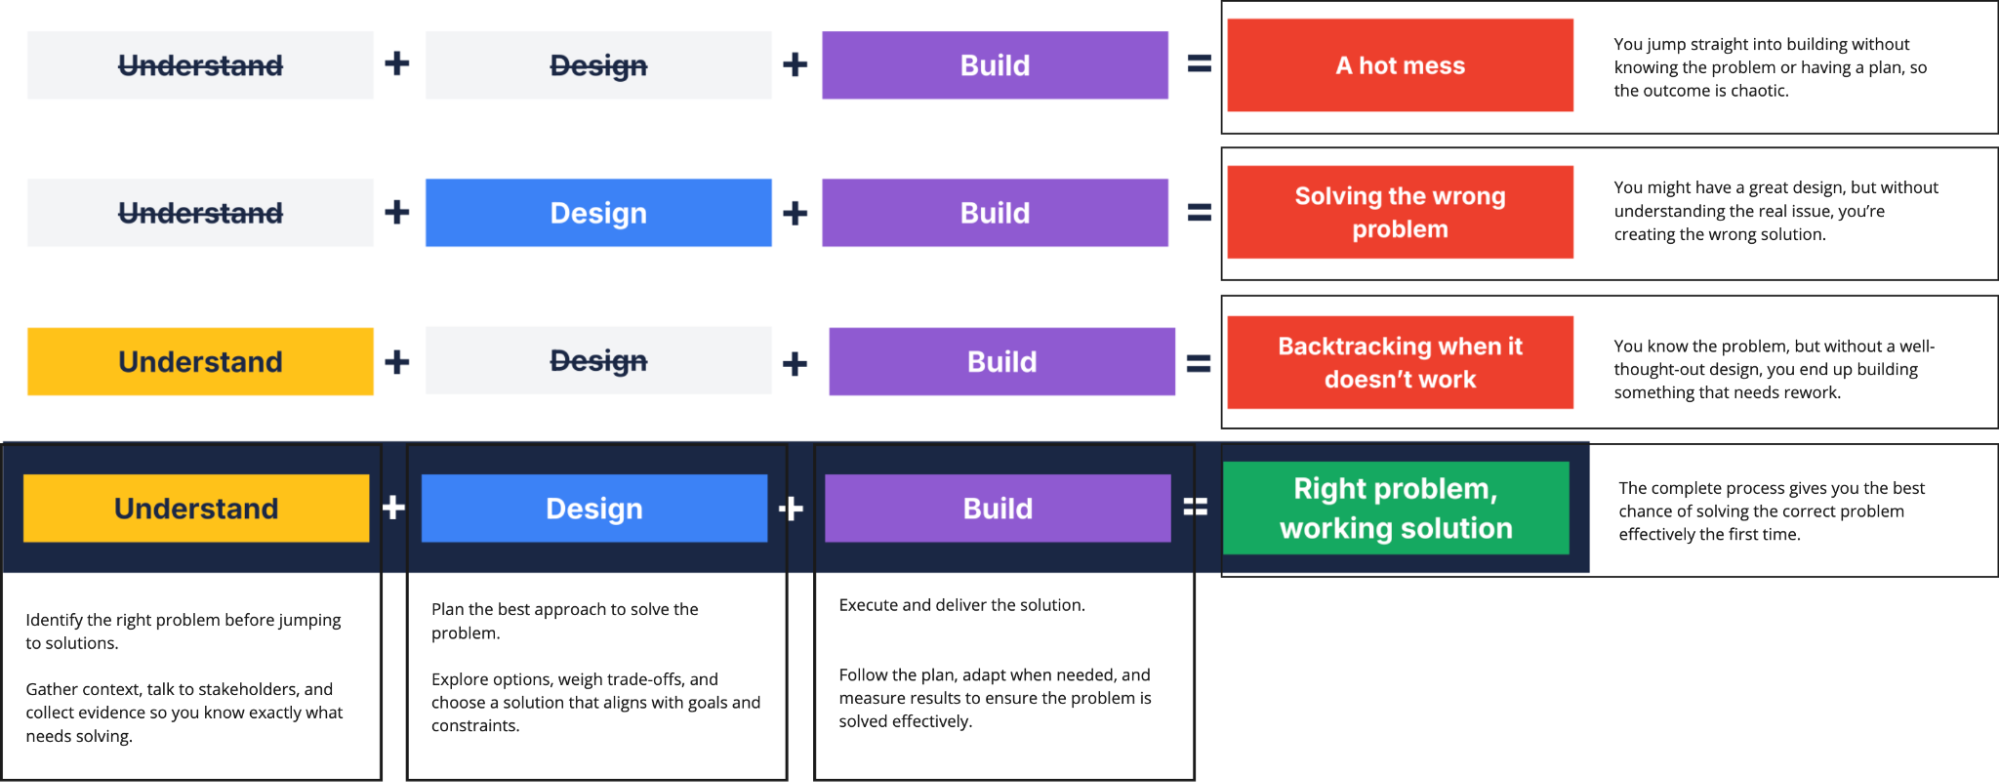 Understand + Design + Build = A hot mess
You jump straight into building without
knowing the problem or having a plan, so
the outcome is chaotic.
Understand + Design + Build = Solving the wrong
problem
You might have a great design, but without
understanding the real issue, you’re
creating the wrong solution.
Understand + Design + Build = Backtracking when it
doesn’t work
You know the problem, but without a well-
thought-out design, you end up building
something that needs rework.
Understand + Design + Build = Right problem,
working solution
The complete process gives you the best
chance of solving the correct problem
effectively the first time.
Identify the right problem before jumping
to solutions.
Gather context, talk to stakeholders, and
collect evidence so you know exactly what
needs solving.
Plan the best approach to solve the
problem.
Explore options, weigh trade-offs, and
choose a solution that aligns with goals and
constraints.
Execute and deliver the solution.
Follow the plan, adapt when needed, and
measure results to ensure the problem is
solved effectively.